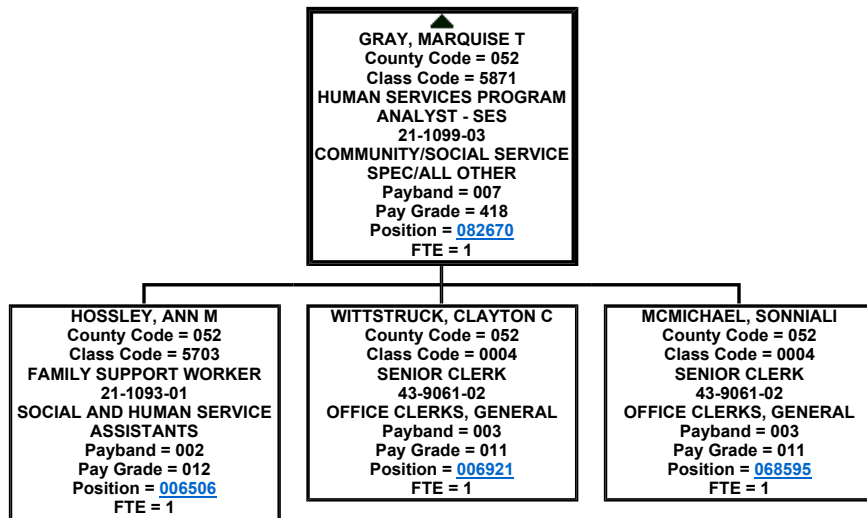 GRAY, MARQUISE T
County Code = 052
Class Code = 5871
HUMAN SERVICES PROGRAM
ANALYST - SES
21-1099-03
COMMUNITY/SOCIAL SERVICE
SPEC/ALL OTHER
Payband = 007
Pay Grade = 418
Position = 082670
FTE = 1
HOSSLEY, ANN M
County Code = 052
Class Code = 5703
FAMILY SUPPORT WORKER
21-1093-01
SOCIAL AND HUMAN SERVICE
ASSISTANTS
Payband = 002
Pay Grade = 012
Position = 006506
FTE = 1
WITTSTRUCK, CLAYTON C
County Code = 052
Class Code = 0004
SENIOR CLERK
43-9061-02
OFFICE CLERKS, GENERAL
Payband = 003
Pay Grade = 011
Position = 006921
FTE = 1
MCMICHAEL, SONNIALI
County Code = 052
Class Code = 0004
SENIOR CLERK
43-9061-02
OFFICE CLERKS, GENERAL
Payband = 003
Pay Grade = 011
Position = 068595
FTE = 1